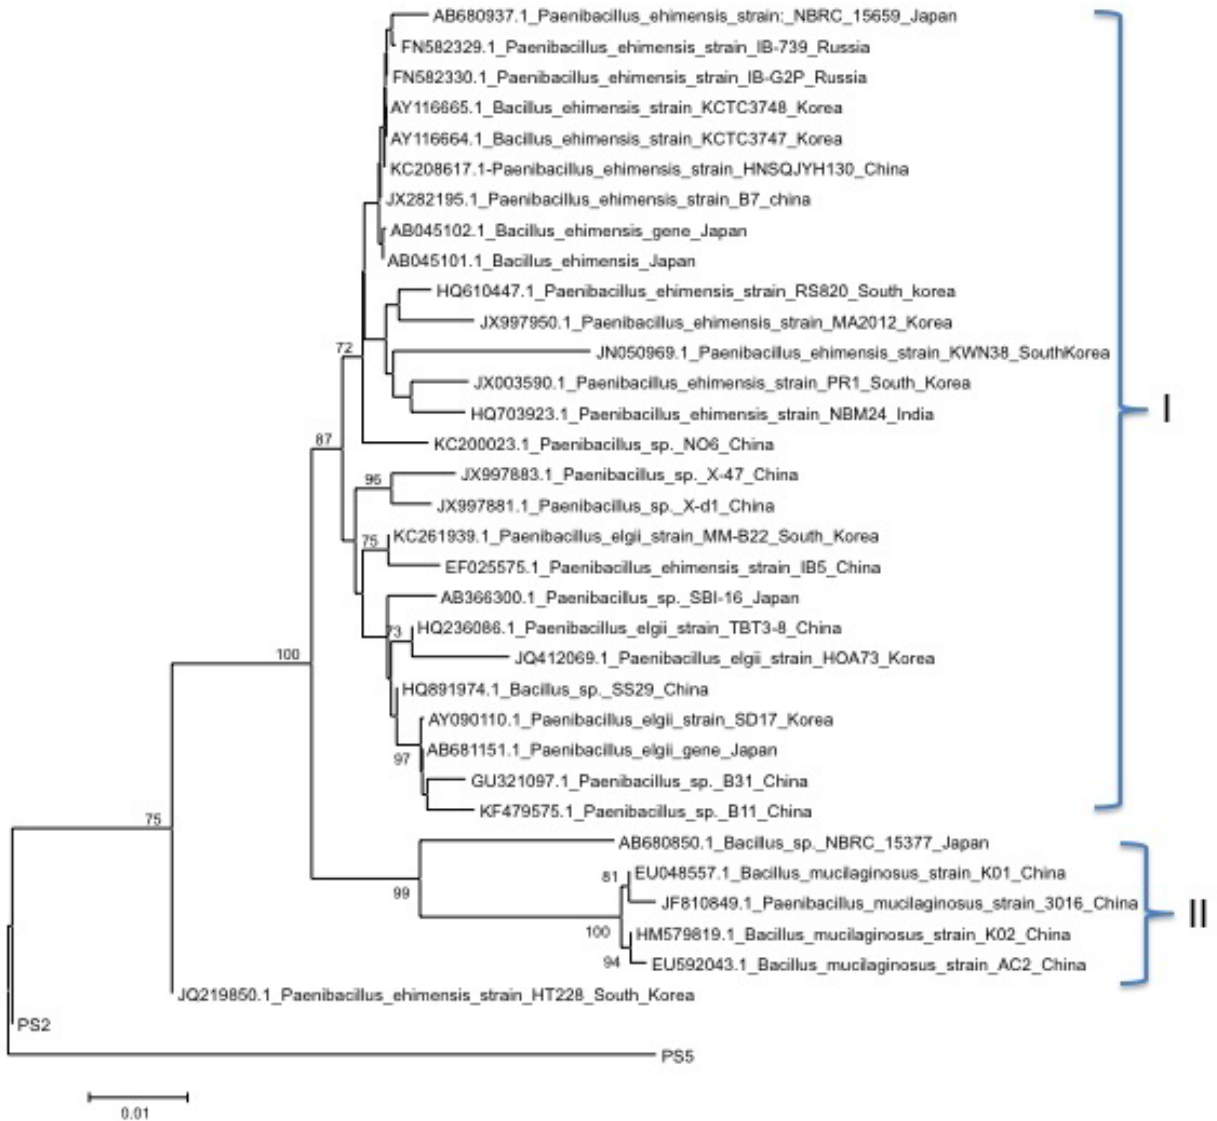 AB680937.1_Paenibacillus_ehimensis_strain:_NBRC_15659_Japan
FN582329.1_Paenibacillus_ehimensis_strain_IB-739_Russia
FN582330.1_Paenibacillus_ehimensis_strain_IB-G2P_Russia
AY116665.1_Bacillus_ehimensis_strain_KCTC3748_Korea
AY116664.1_Bacillus_ehimensis_strain_KCTC3747_Korea
KC208617.1-Paenibacillus_ehimensis_strain_HNSQJYH130_China
JX282195.1_Paenibacillus_ehimensis_strain_B7_china
AB045102.1_Bacillus_ehimensis_gene_Japan
AB045101.1_Bacillus_ehimensis_Japan
HQ610447.1_Paenibacillus_ehimensis_strain_RS820_South_korea
JX997950.1_Paenibacillus_ehimensis_strain_MA2012_Korea
72
JN050969.1_Paenibacillus_ehimensis_strain_KWN38_SouthKorea
JX003590.1_Paenibacillus_ehimensis_strain_PR1_South_Korea
I
HQ703923.1_Paenibacillus_ehimensis_strain_NBM24_India
87
KC200023.1_Paenibacillus_sp._NO6_China
JX997883.1_Paenibacillus_sp._X-47_China
96
JX997881.1_Paenibacillus_sp._X-d1_China
KC261939.1_Paenibacillus_elgii_strain_MM-B22_South_Korea
75
EF025575.1_Paenibacillus_ehimensis_strain_IB5_China
AB366300.1_Paenibacillus_sp._SBI-16_Japan
73
HQ236086.1_Paenibacillus_elgii_strain_TBT3-8_China
100
JQ412069.1_Paenibacillus_elgii_strain_HOA73_Korea
HQ891974.1_Bacillus_sp._SS29_China
AY090110.1_Paenibacillus_elgii_strain_SD17_Korea
AB681151.1_Paenibacillus_elgii_gene_Japan
97
GU321097.1_Paenibacillus_sp._B31_China
KF479575.1_Paenibacillus_sp._B11_China
75
AB680850.1_Bacillus_sp._NBRC_15377_Japan
81
EU048557.1_Bacillus_mucilaginosus_strain_K01_China
99
JF810849.1_Paenibacillus_mucilaginosus_strain_3016_China
II
100
HM579819.1_Bacillus_mucilaginosus_strain_K02_China
94
EU592043.1_Bacillus_mucilaginosus_strain_AC2_China
JQ219850.1_Paenibacillus_ehimensis_strain_HT228_South_Korea
PS2
PS5
0.01